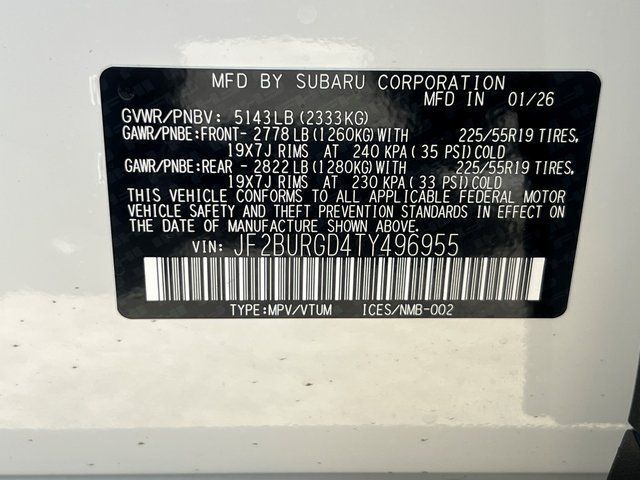 MFD BY SUBARU CORPORATION
MFD IN 01/26
GVWR/PNBV: 5143LB (2333KG)
GAWR/PNBE:FRONT- 2778 LB(1260KG)WITH 225/55R19 TIRES,
19X7J RIMS AT 240 KPA(35 PSI)COLD
GAWR/PNBE:REAR - 2822 LB(1280KG)WITH 225/55R19 TIRES,
19X7J RIMS AT 230 KPA(33 PSI)COLD
THIS VEHICLE CONFORMS TO ALL APPLICABLE FEDERAL MOTOR
VEHICLE SAFETY AND THEFT PREVENTION STANDARDS IN EFFECT ON
THE DATE OF MANUFACTURE SHOWN ABOVE.
VIN: JF2BURGD4TY496955
TYPE:MPV/VTUM ICES/NMB-002